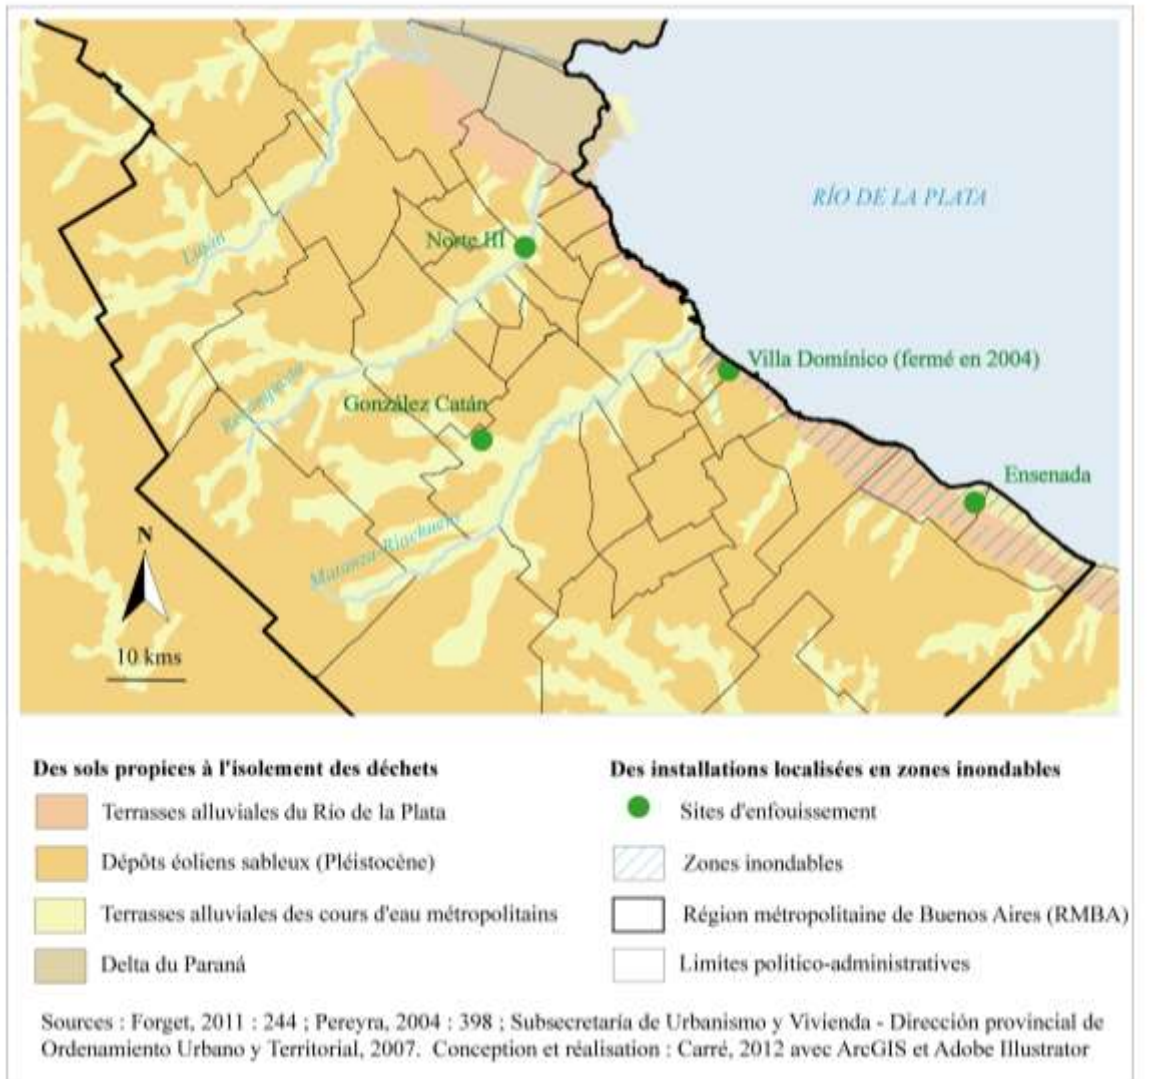 RÍO DE LA PLATA
Luján
Norte III
Villa Domínico (fermé en 2004)
González Catán
Reconquista
Ensenada
Matanza-Riachuelo
N
10 kms
Des sols propices à l'isolement des déchets
Terrasses alluviales du Río de la Plata
Dépôts éoliens sableux (Pléistocène)
Terrasses alluviales des cours d'eau métropolitains
Delta du Paraná
Des installations localisées en zones inondables
Sites d'enfouissement
Zones inondables
Région métropolitaine de Buenos Aires (RMBA)
Limites politico-administratives
Sources : Forget, 2011 : 244 ; Pereyra, 2004 : 398 ; Subsecretaría de Urbanismo y Vivienda - Dirección provincial de
Ordenamiento Urbano y Territorial, 2007. Conception et réalisation : Carré, 2012 avec ArcGIS et Adobe Illustrator